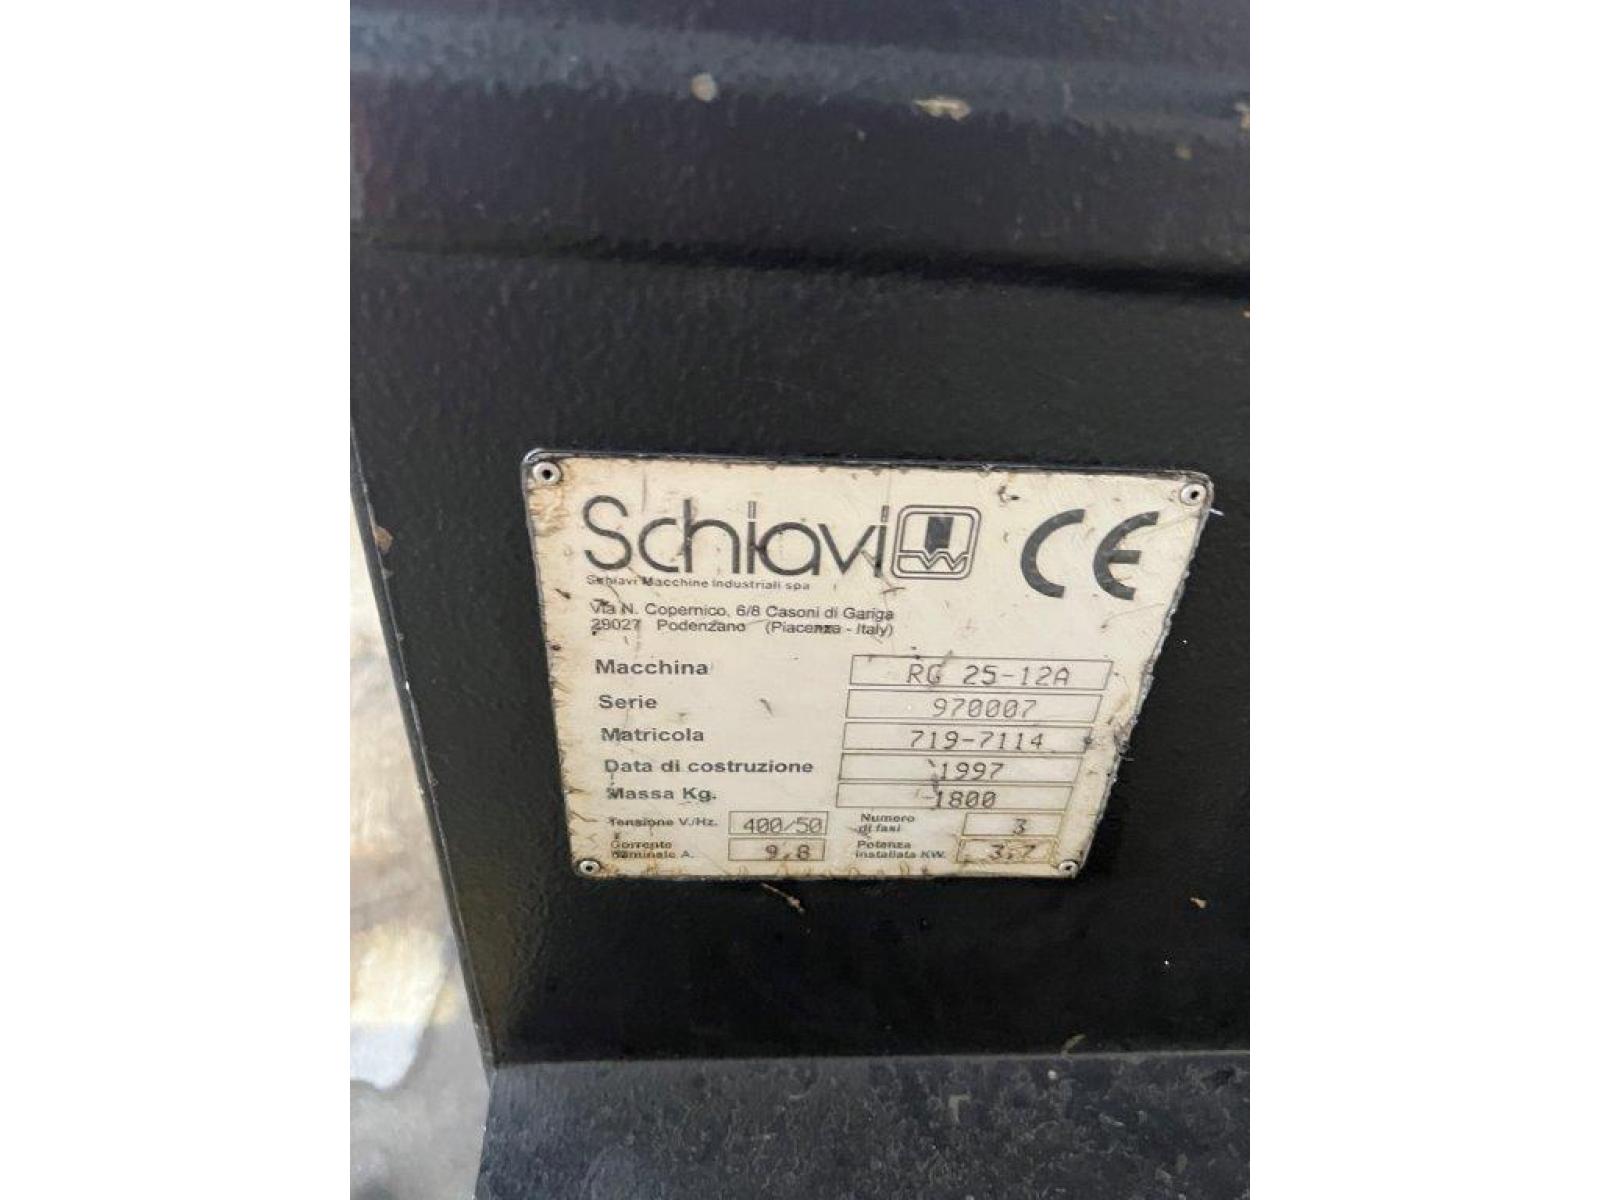 Schiavi CE
Schiavi Macchine Industriali spa
Via N. Copernico, 6/8 Casoni di Gariga
29027 Podenzano (Piacenza - Italy)
Macchina RG 25-12A
Serie 970007
Matricola 719-7114
Data di costruzione 1997
Massa Kg. 1800
Tensione V./Hz. 400/50 Numero di fasi 3
Corrente Nominale A. 9,8 Potenza installata KW. 3,7